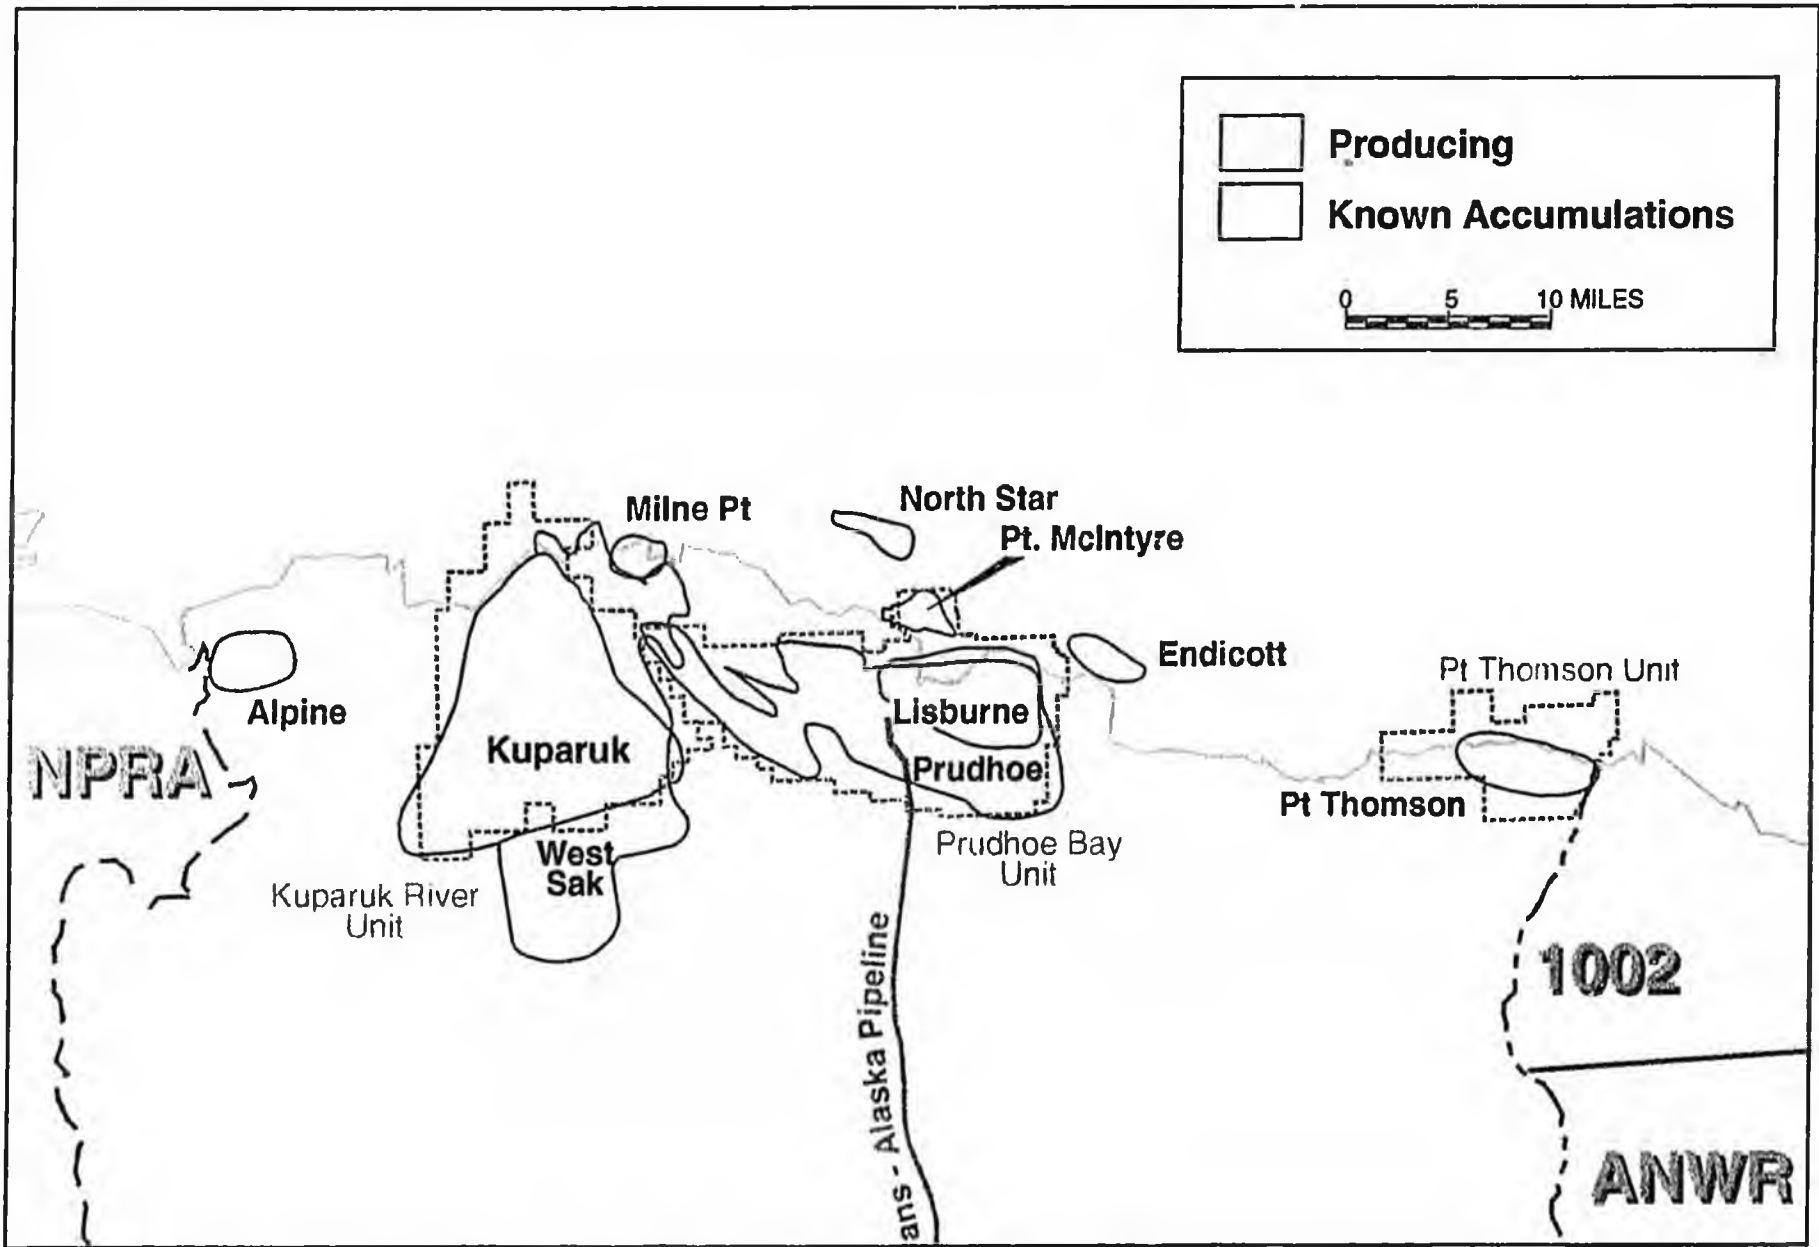 Producing
Known Accumulations
0 5 10 MILES
Milne Pt
North Star
Pt. McIntyre
Endicott
Pt Thomson Unit
Alpine
Lisburne
NPRA
Kuparuk
Prudhoe
Pt Thomson
Prudhoe Bay
Unit
West
Sak
Kuparuk River
Unit
ans - Alaska Pipeline
1002
ANWR